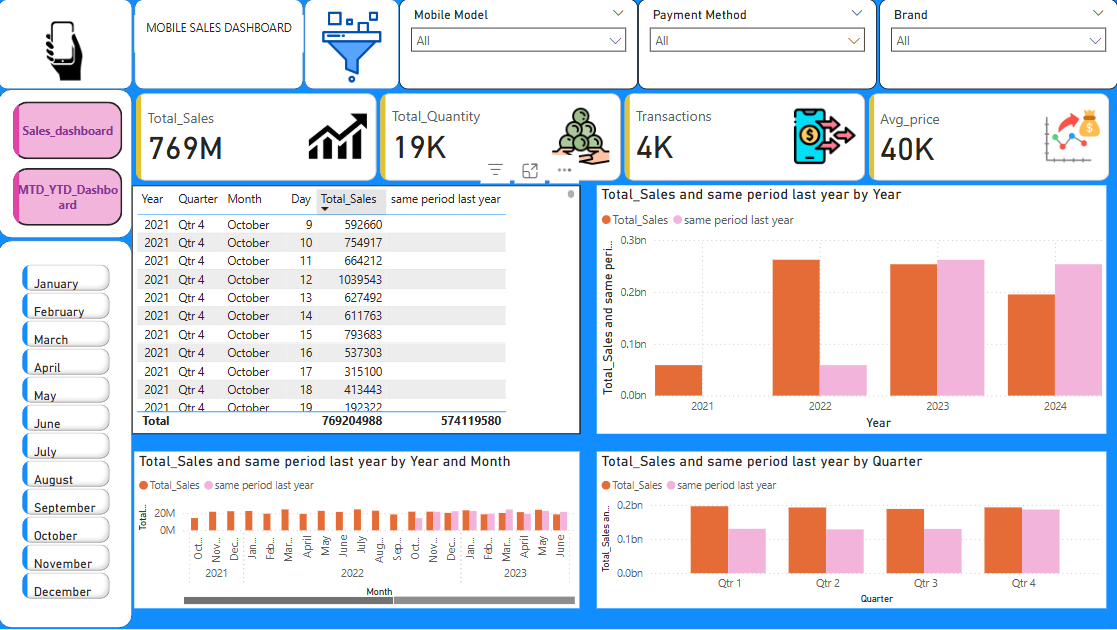 MOBILE SALES DASHBOARD
Mobile Model
All
Payment Method
All
Brand
All
Sales_dashboard
MTD_YTD_Dashbo
ard
Total_Sales
769M
Total_Quantity
19K
Transactions
4K
Avg_price
40K
January
February
March
April
May
June
July
August
September
October
November
December
Year Quarter Month Day Total_Sales same period last year
2021 Qtr 4 October 9 592660
2021 Qtr 4 October 10 754917
2021 Qtr 4 October 11 664212
2021 Qtr 4 October 12 1039543
2021 Qtr 4 October 13 627492
2021 Qtr 4 October 14 611763
2021 Qtr 4 October 15 793683
2021 Qtr 4 October 16 537303
2021 Qtr 4 October 17 315100
2021 Qtr 4 October 18 413443
2021 Qtr 4 October 19 192322
Total 769204988 574119580
Total_Sales and same period last year by Year
Total_Sales same period last year
Total_Sales and same peri...
0.3bn
0.2bn
0.1bn
0.0bn
2021 2022 2023 2024
Year
Total_Sales and same period last year by Year and Month
Total_Sales same period last year
Total...
20M
0M
Oct... Nov... Dec... Jan... Feb... Mar... April May June July Aug... Sep... Oct... Nov... Dec... Jan... Feb... Mar... April May June
2021 2022 2023
Month
Total_Sales and same period last year by Quarter
Total_Sales same period last year
Total_Sales an...
0.2bn
0.1bn
0.0bn
Qtr 1 Qtr 2 Qtr 3 Qtr 4
Quarter